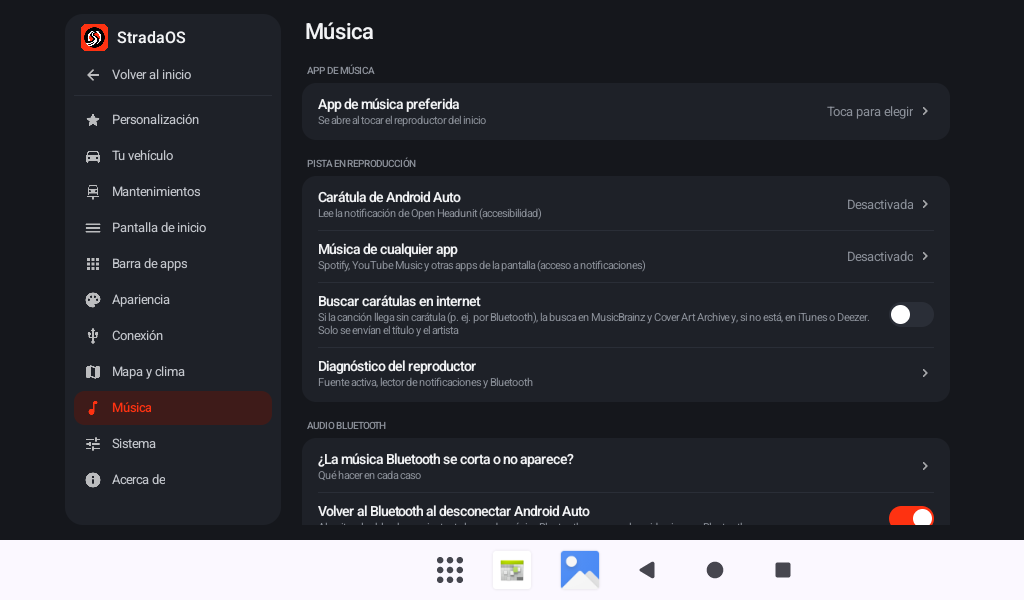 StradaOS
Volver al inicio
Personalización
Tu vehículo
Mantenimientos
Pantalla de inicio
Barra de apps
Apariencia
Conexión
Mapa y clima
Música
Sistema
Acerca de
Música
APP DE MÚSICA
App de música preferida
Se abre al tocar el reproductor del inicio
Toca para elegir
PISTA EN REPRODUCCIÓN
Carátula de Android Auto
Lee la notificación de Open Headunit (accesibilidad)
Desactivada
Música de cualquier app
Spotify, YouTube Music y otras apps de la pantalla (acceso a notificaciones)
Desactivado
Buscar carátulas en internet
Si la canción llega sin carátula (p. ej. por Bluetooth), la busca en MusicBrainz y Cover Art Archive y, si no está, en iTunes o Deezer.
Solo se envían el título y el artista
Diagnóstico del reproductor
Fuente activa, lector de notificaciones y Bluetooth
AUDIO BLUETOOTH
¿La música Bluetooth se corta o no aparece?
Qué hacer en cada caso
Volver al Bluetooth al desconectar Android Auto